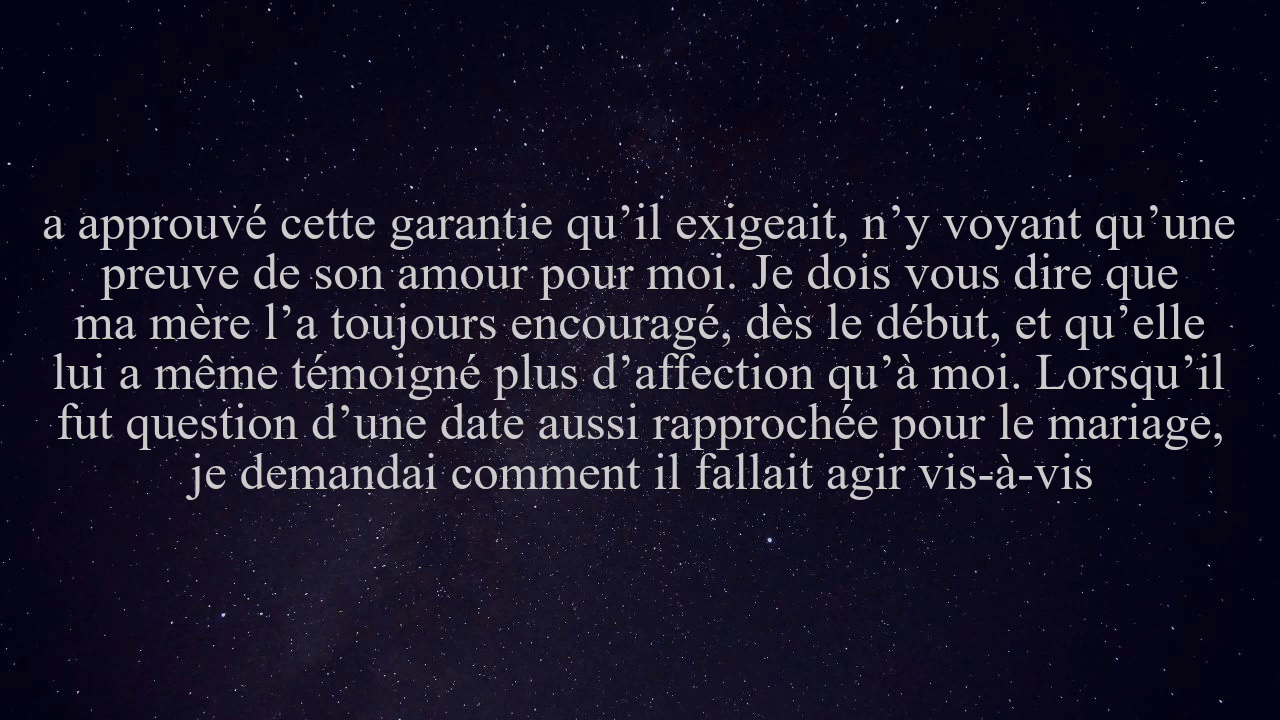 a approuvé cette garantie qu’il exigeait, n’y voyant qu’une
preuve de son amour pour moi. Je dois vous dire que
ma mère l’a toujours encouragé, dès le début, et qu’elle
lui a même témoigné plus d’affection qu’à moi. Lorsqu’il
fut question d’une date aussi rapprochée pour le mariage,
je demandai comment il fallait agir vis-à-vis